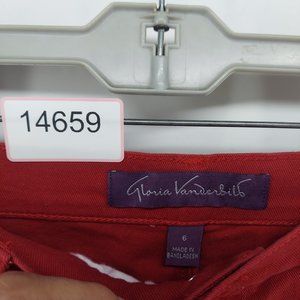 14659
Gloria Vanderbilt
6
MADE IN
BANGLADESH